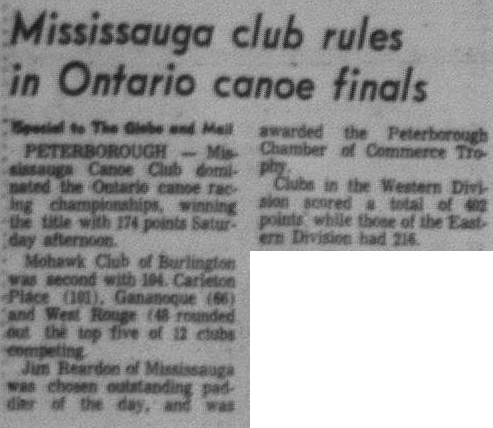 Mississauga club rules
in Ontario canoe finals
Special to The Globe and Mail
PETERBOROUGH — Mis-
sissauga Canoe Club domi-
nated the Ontario canoe rac-
ing championships, winning
the title with 174 points Satur-
day afternoon.
Mohawk Club of Burlington
was second with 104. Carleton
Place (101), Gananoque (66)
and West Rouge (48 rounded
out the top five of 12 clubs
competing.
Jim Reardon of Mississauga
was chosen outstanding pad-
dler of the day, and was
awarded the Peterborough
Chamber of Commerce Tro-
phy.
Clubs in the Western Divi-
sion scored a total of 402
points while those of the East-
ern Division had 216.